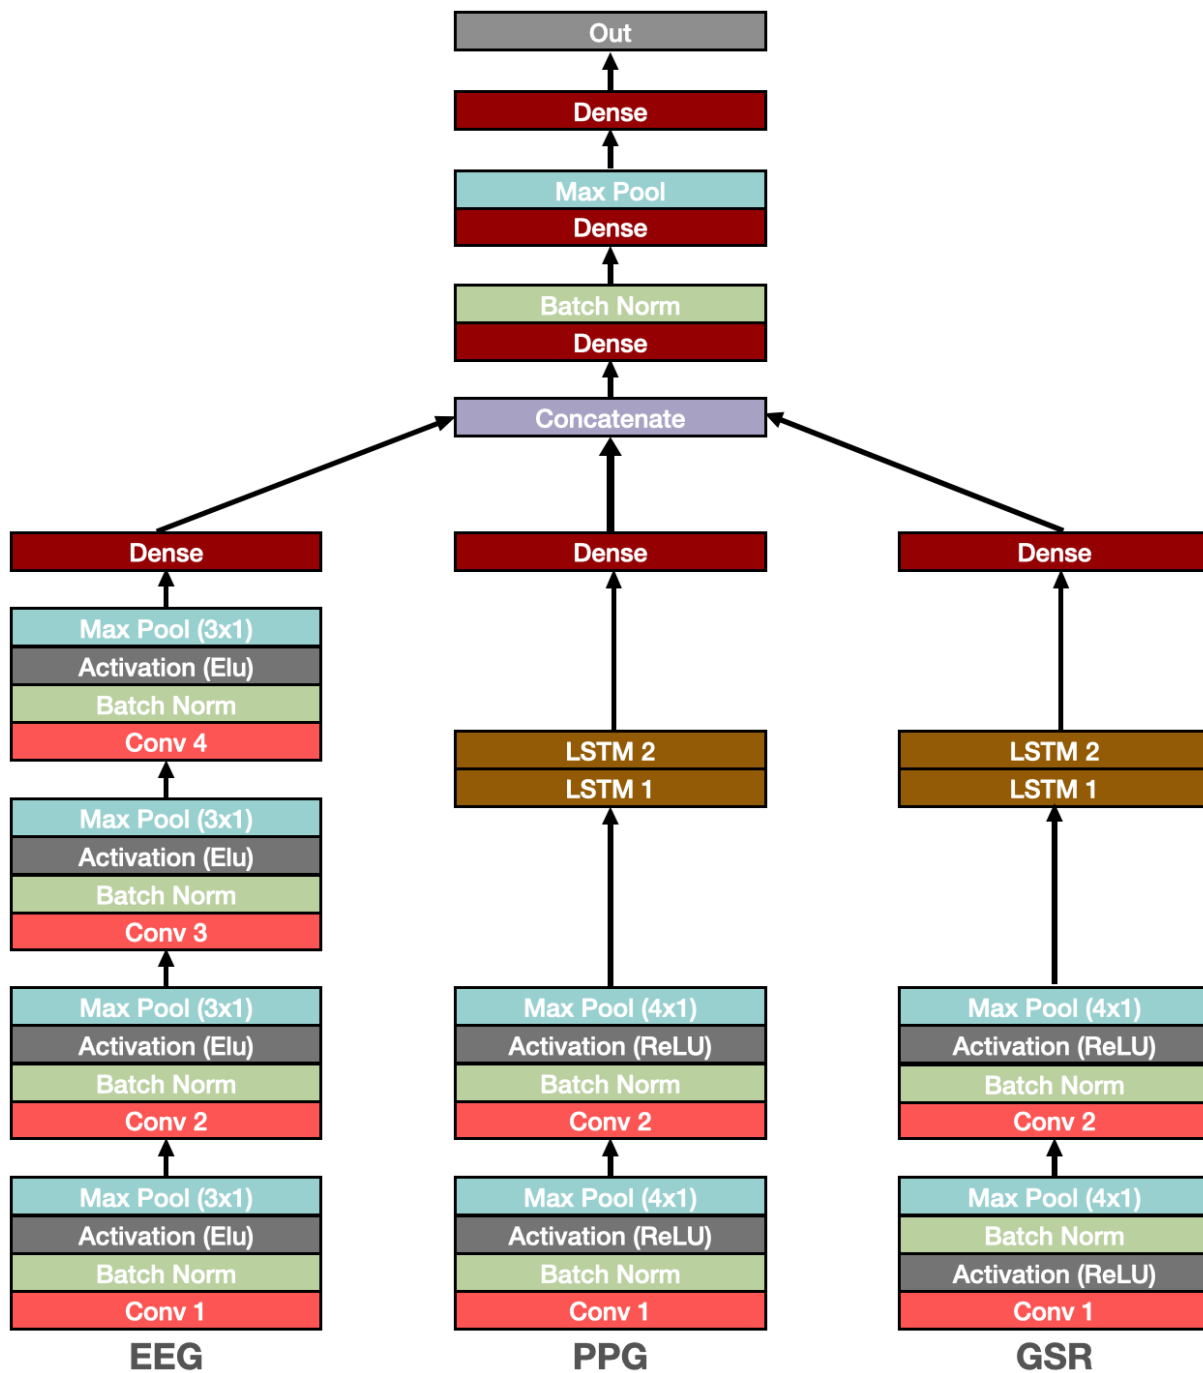 Out
Dense
Max Pool
Dense
Batch Norm
Dense
Concatenate
Dense
Max Pool (3x1)
Activation (Elu)
Batch Norm
Conv 4
Max Pool (3x1)
Activation (Elu)
Batch Norm
Conv 3
Max Pool (3x1)
Activation (Elu)
Batch Norm
Conv 2
Max Pool (3x1)
Activation (Elu)
Batch Norm
Conv 1
EEG
Dense
LSTM 2
LSTM 1
Max Pool (4x1)
Activation (ReLU)
Batch Norm
Conv 2
Max Pool (4x1)
Activation (ReLU)
Batch Norm
Conv 1
PPG
Dense
LSTM 2
LSTM 1
Max Pool (4x1)
Activation (ReLU)
Batch Norm
Conv 2
Max Pool (4x1)
Batch Norm
Activation (ReLU)
Conv 1
GSR